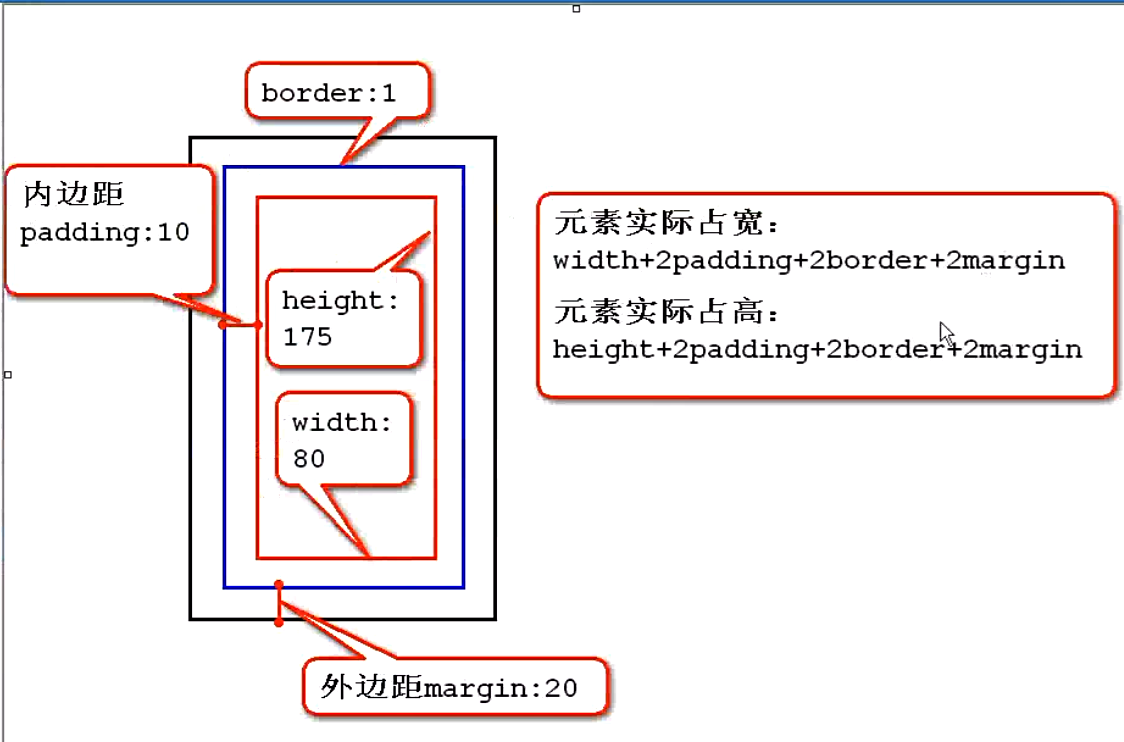 border:1
内边距
padding:10
height:
175
width:
80
外边距margin:20
元素实际占宽:
width+2padding+2border+2margin
元素实际占高:
height+2padding+2border+2margin